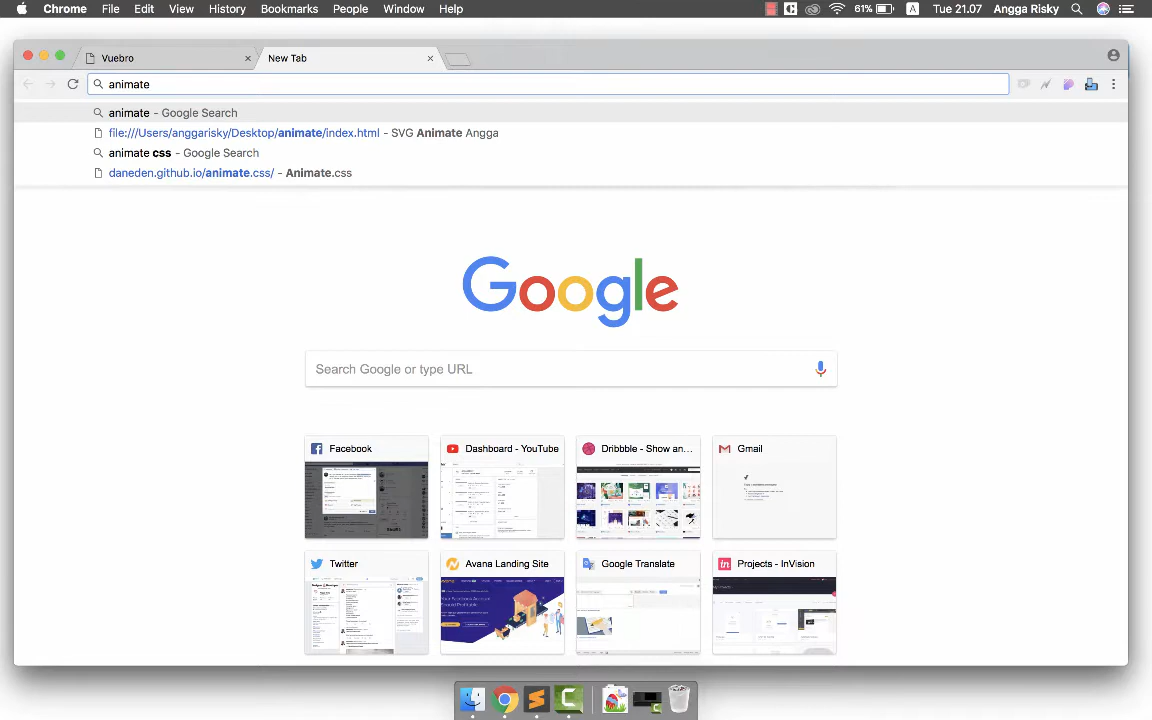 Chrome File Edit View History Bookmarks People Window Help 61% A Tue 21.07 Angga Risky
Vuebro New Tab
animate
animate - Google Search
file:///Users/anggarisky/Desktop/animate/index.html - SVG Animate Angga
animate css - Google Search
daneden.github.io/animate.css/ - Animate.css
Google
Search Google or type URL
Facebook Dashboard - YouTube Dribbble - Show an... Gmail
Twitter Avana Landing Site Google Translate Projects - InVision